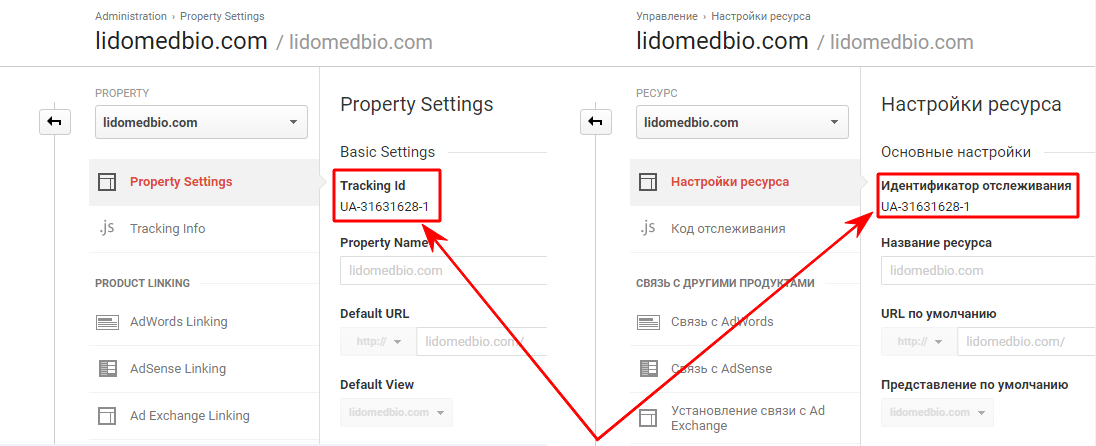 Administration › Property Settings
lidomedbio.com / lidomedbio.com
PROPERTY
lidomedbio.com
Property Settings
.js Tracking Info
PRODUCT LINKING
AdWords Linking
AdSense Linking
Ad Exchange Linking
Property Settings
Basic Settings
Tracking Id
UA-31631628-1
Property Name
lidomedbio.com
Default URL
http:// lidomedbio.com/
Default View
lidomedbio.com
Управление › Настройки ресурса
lidomedbio.com / lidomedbio.com
РЕСУРС
lidomedbio.com
Настройки ресурса
.js Код отслеживания
СВЯЗЬ С ДРУГИМИ ПРОДУКТАМИ
Связь с AdWords
Связь с AdSense
Установление связи с Ad
Exchange
Настройки ресурса
Основные настройки
Идентификатор отслеживания
UA-31631628-1
Название ресурса
lidomedbio.com
URL по умолчанию
http:// lidomedbio.com/
Представление по умолчанию
lidomedbio.com